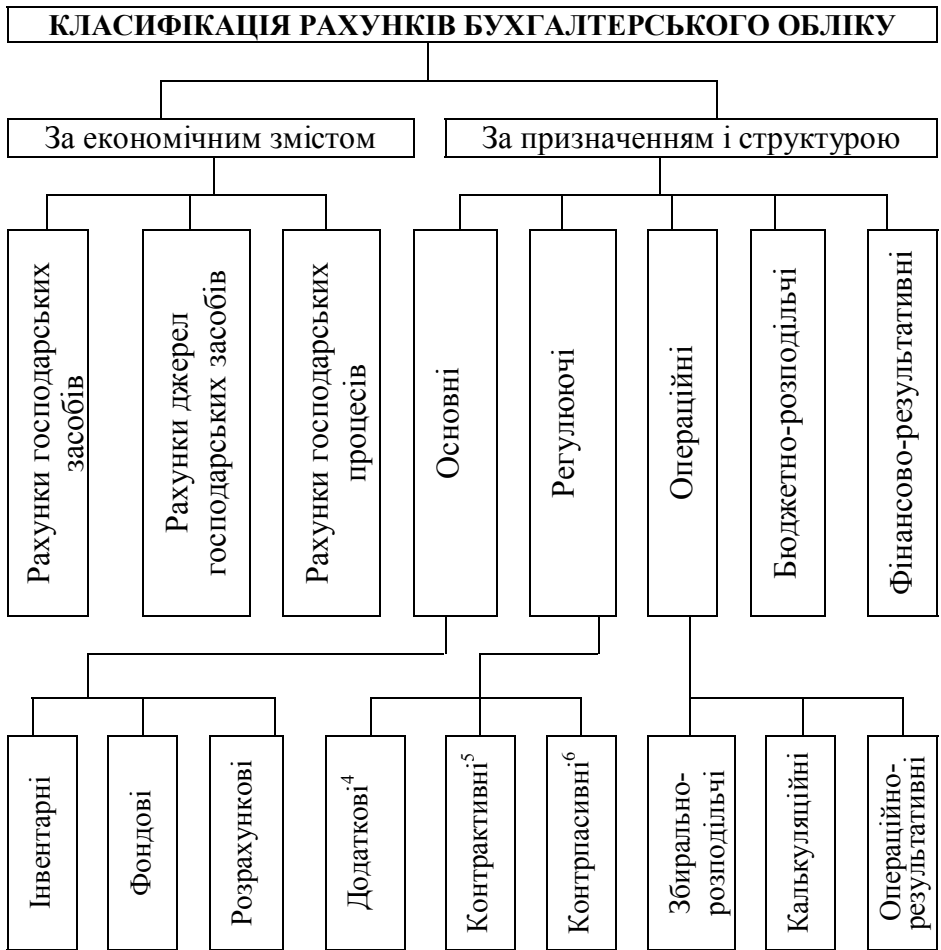 КЛАСИФІКАЦІЯ РАХУНКІВ БУХГАЛТЕРСЬКОГО ОБЛІКУ
За економічним змістом
За призначенням і структурою
Рахунки господарських
засобів
Рахунки джерел
господарських засобів
Рахунки господарських
процесів
Основні
Регулюючі
Операційні
Бюджетно-розподільчі
Фінансово-результативні
Інвентарні
Фондові
Розрахункові
Додаткові⁴
Контрактивні⁵
Контрпасивні⁶
Збирально-
розподільчі
Калькуляційні
Операційно-
результативні